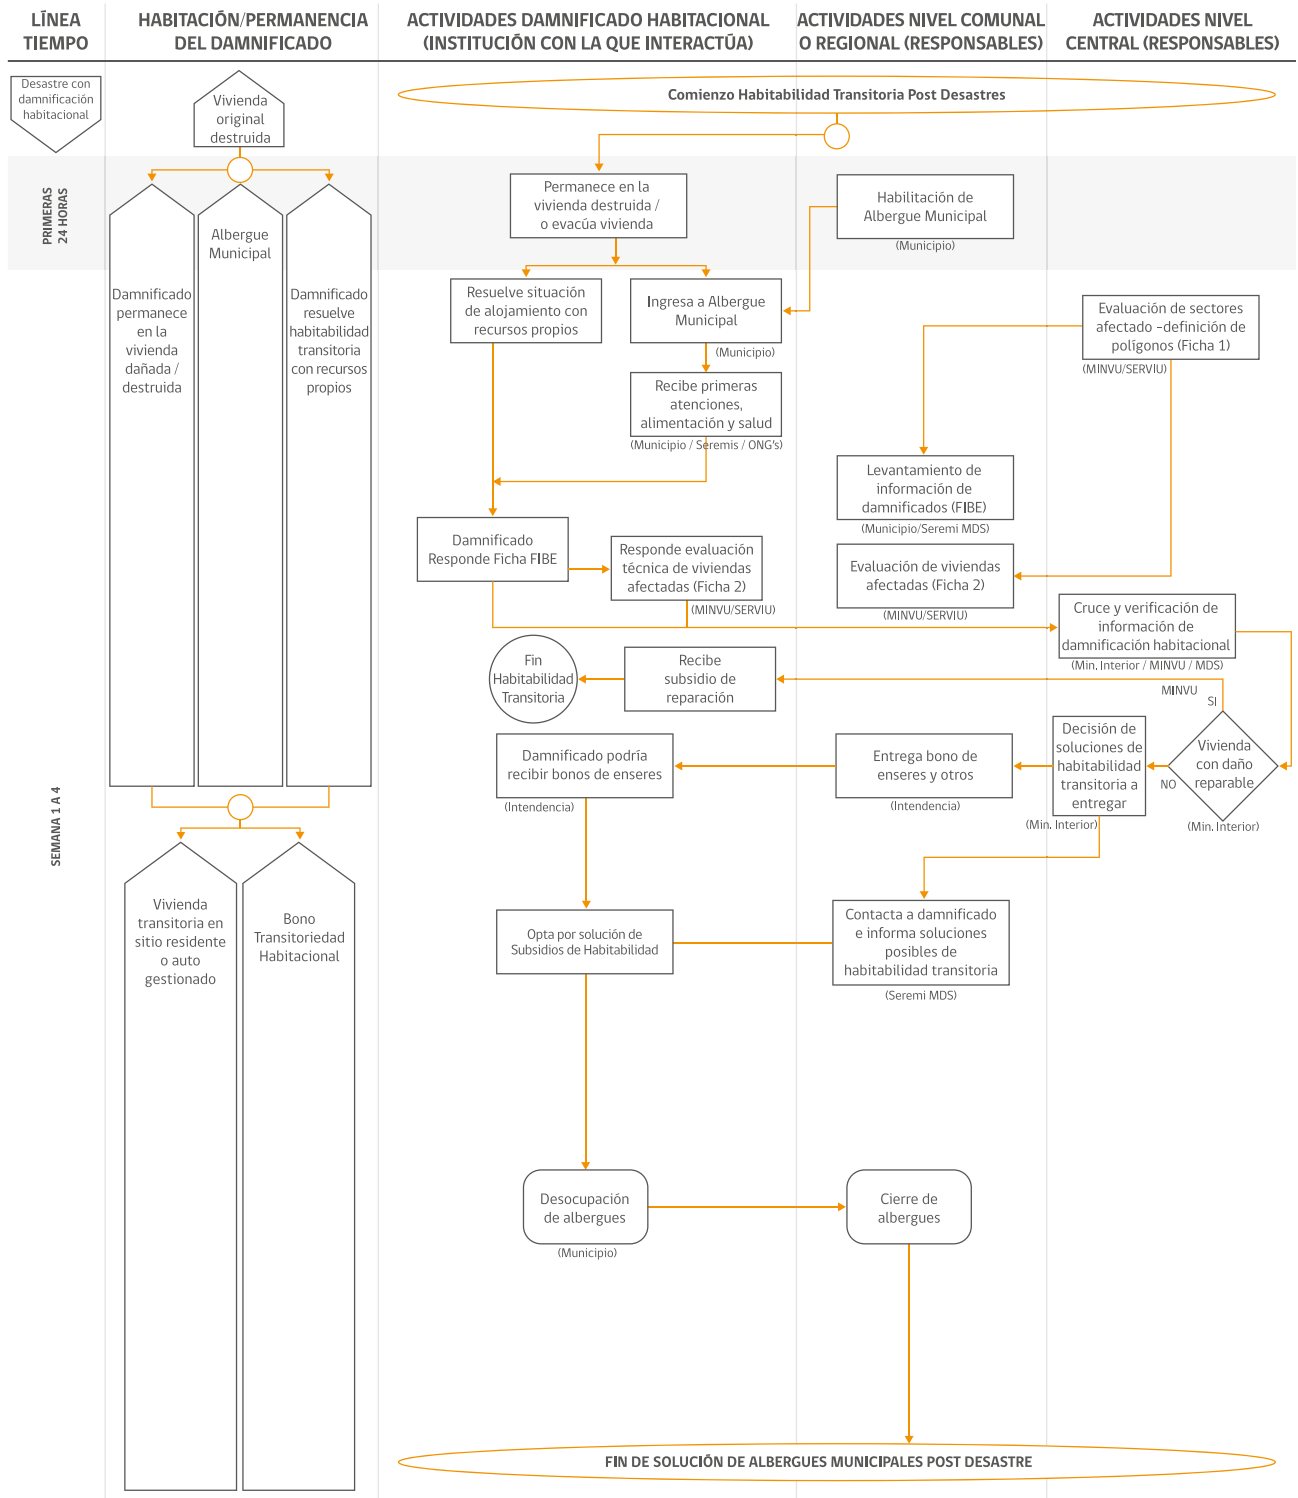 LÍNEA
TIEMPO
HABITACIÓN/PERMANENCIA
DEL DAMNIFICADO
ACTIVIDADES DAMNIFICADO HABITACIONAL
(INSTITUCIÓN CON LA QUE INTERACTÚA)
ACTIVIDADES NIVEL COMUNAL
O REGIONAL (RESPONSABLES)
ACTIVIDADES NIVEL
CENTRAL (RESPONSABLES)
Desastre con
damnificación
habitacional
Vivienda
original
destruida
Comienzo Habitabilidad Transitoria Post Desastres
PRIMERAS
24 HORAS
Permanece en la
vivienda destruida /
o evacúa vivienda
Habilitación de
Albergue Municipal
(Municipio)
Albergue
Municipal
Damnificado
permanece
en la
vivienda
dañada /
destruida
Damnificado
resuelve
habitabilidad
transitoria
con recursos
propios
Resuelve situación
de alojamiento con
recursos propios
Ingresa a Albergue
Municipal
(Municipio)
Evaluación de sectores
afectado –definición de
polígonos (Ficha 1)
(MINVU/SERVIU)
Recibe primeras
atenciones,
alimentación y salud
(Municipio / Seremis / ONG's)
Levantamiento de
información de
damnificados (FIBE)
(Municipio/Seremi MDS)
Damnificado
Responde Ficha FIBE
Responde evaluación
técnica de viviendas
afectadas (Ficha 2)
(MINVU/SERVIU)
Evaluación de viviendas
afectadas (Ficha 2)
(MINVU/SERVIU)
Cruce y verificación de
información de
damnificación habitacional
(Min. Interior / MINVU / MDS)
Fin
Habitabilidad
Transitoria
Recibe
subsidio de
reparación
MINVU
SI
SEMANA 1 A 4
Damnificado podría
recibir bonos de enseres
(Intendencia)
Entrega bono de
enseres y otros
(Intendencia)
Decisión de
soluciones de
habitabilidad
transitoria a
entregar
(Min. Interior)
NO
Vivienda
con daño
reparable
(Min. Interior)
Vivienda
transitoria en
sitio residente
o auto
gestionado
Bono
Transitoriedad
Habitacional
Opta por solución de
Subsidios de Habitabilidad
Contacta a damnificado
e informa soluciones
posibles de
habitabilidad transitoria
(Seremi MDS)
Desocupación
de albergues
(Municipio)
Cierre de
albergues
FIN DE SOLUCIÓN DE ALBERGUES MUNICIPALES POST DESASTRE